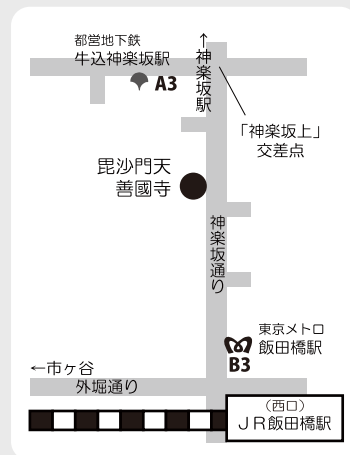 都営地下鉄
牛込神楽坂駅
A3
↑神楽坂駅
「神楽坂上」
交差点
毘沙門天
善國寺
神楽坂通り
東京メトロ
飯田橋駅
B3
←市ヶ谷
外堀通り
（西口）
ＪＲ飯田橋駅